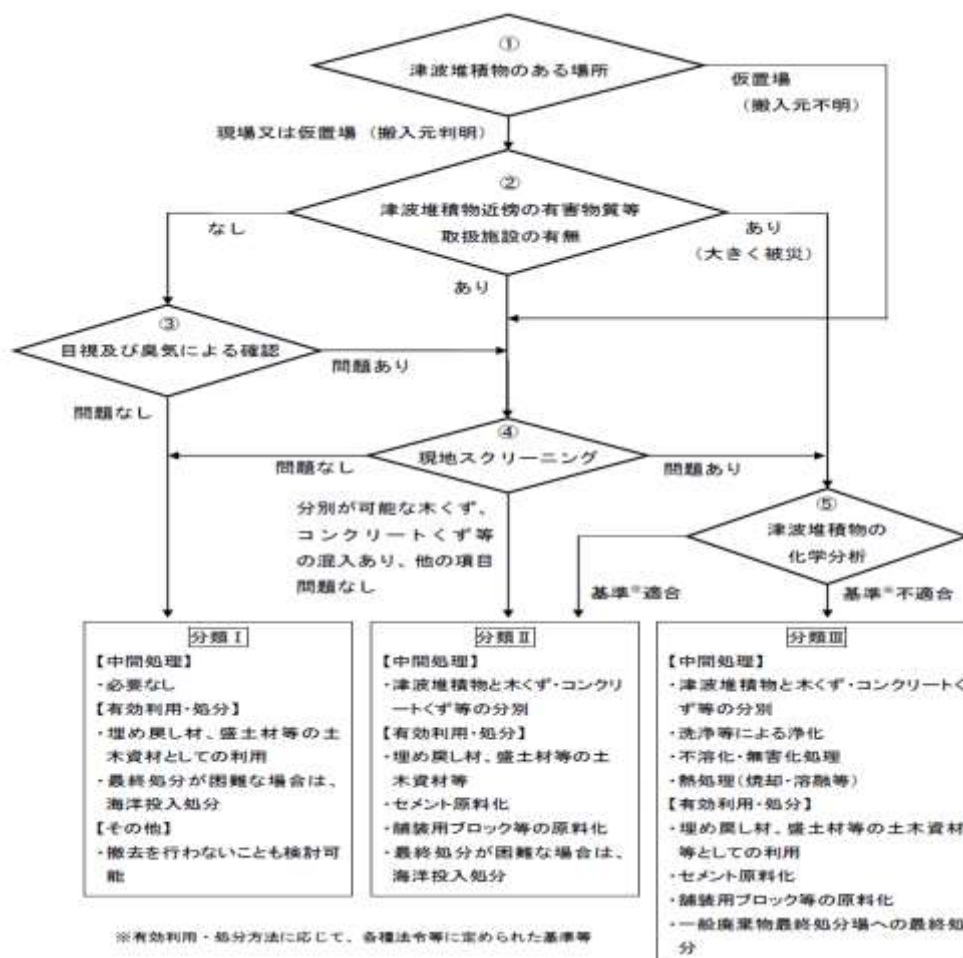 ①
津波堆積物のある場所
仮置場
（搬入元不明）
現場又は仮置場（搬入元判明）
②
津波堆積物近傍の有害物質等
取扱施設の有無
なし
あり
（大きく被災）
あり
③
目視及び臭気による確認
問題あり
問題なし
④
現地スクリーニング
問題なし
問題あり
分別が可能な木くず、
コンクリートくず等
の混入あり、他の項目
問題なし
⑤
津波堆積物の
化学分析
基準※適合
基準※不適合
分類Ⅰ
【中間処理】
・必要なし
【有効利用・処分】
・埋め戻し材、盛土材等の土
木資材としての利用
・最終処分が困難な場合は、
海洋投入処分
【その他】
・撤去を行わないことも検討可
能
分類Ⅱ
【中間処理】
・津波堆積物と木くず・コンクリ
ートくず等の分別
【有効利用・処分】
・埋め戻し材、盛土材等の土
木資材等
・セメント原料化
・舗装用ブロック等の原料化
・最終処分が困難な場合は、
海洋投入処分
分類Ⅲ
【中間処理】
・津波堆積物と木くず・コンクリートく
ず等の分別
・洗浄等による浄化
・不溶化・無害化処理
・熱処理（焼却・溶融等）
【有効利用・処分】
・埋め戻し材、盛土材等の土木資材
等としての利用
・セメント原料化
・舗装用ブロック等の原料化
・一般廃棄物最終処分場への最終処
分
※有効利用・処分方法に応じて、各種法令等に定められた基準等